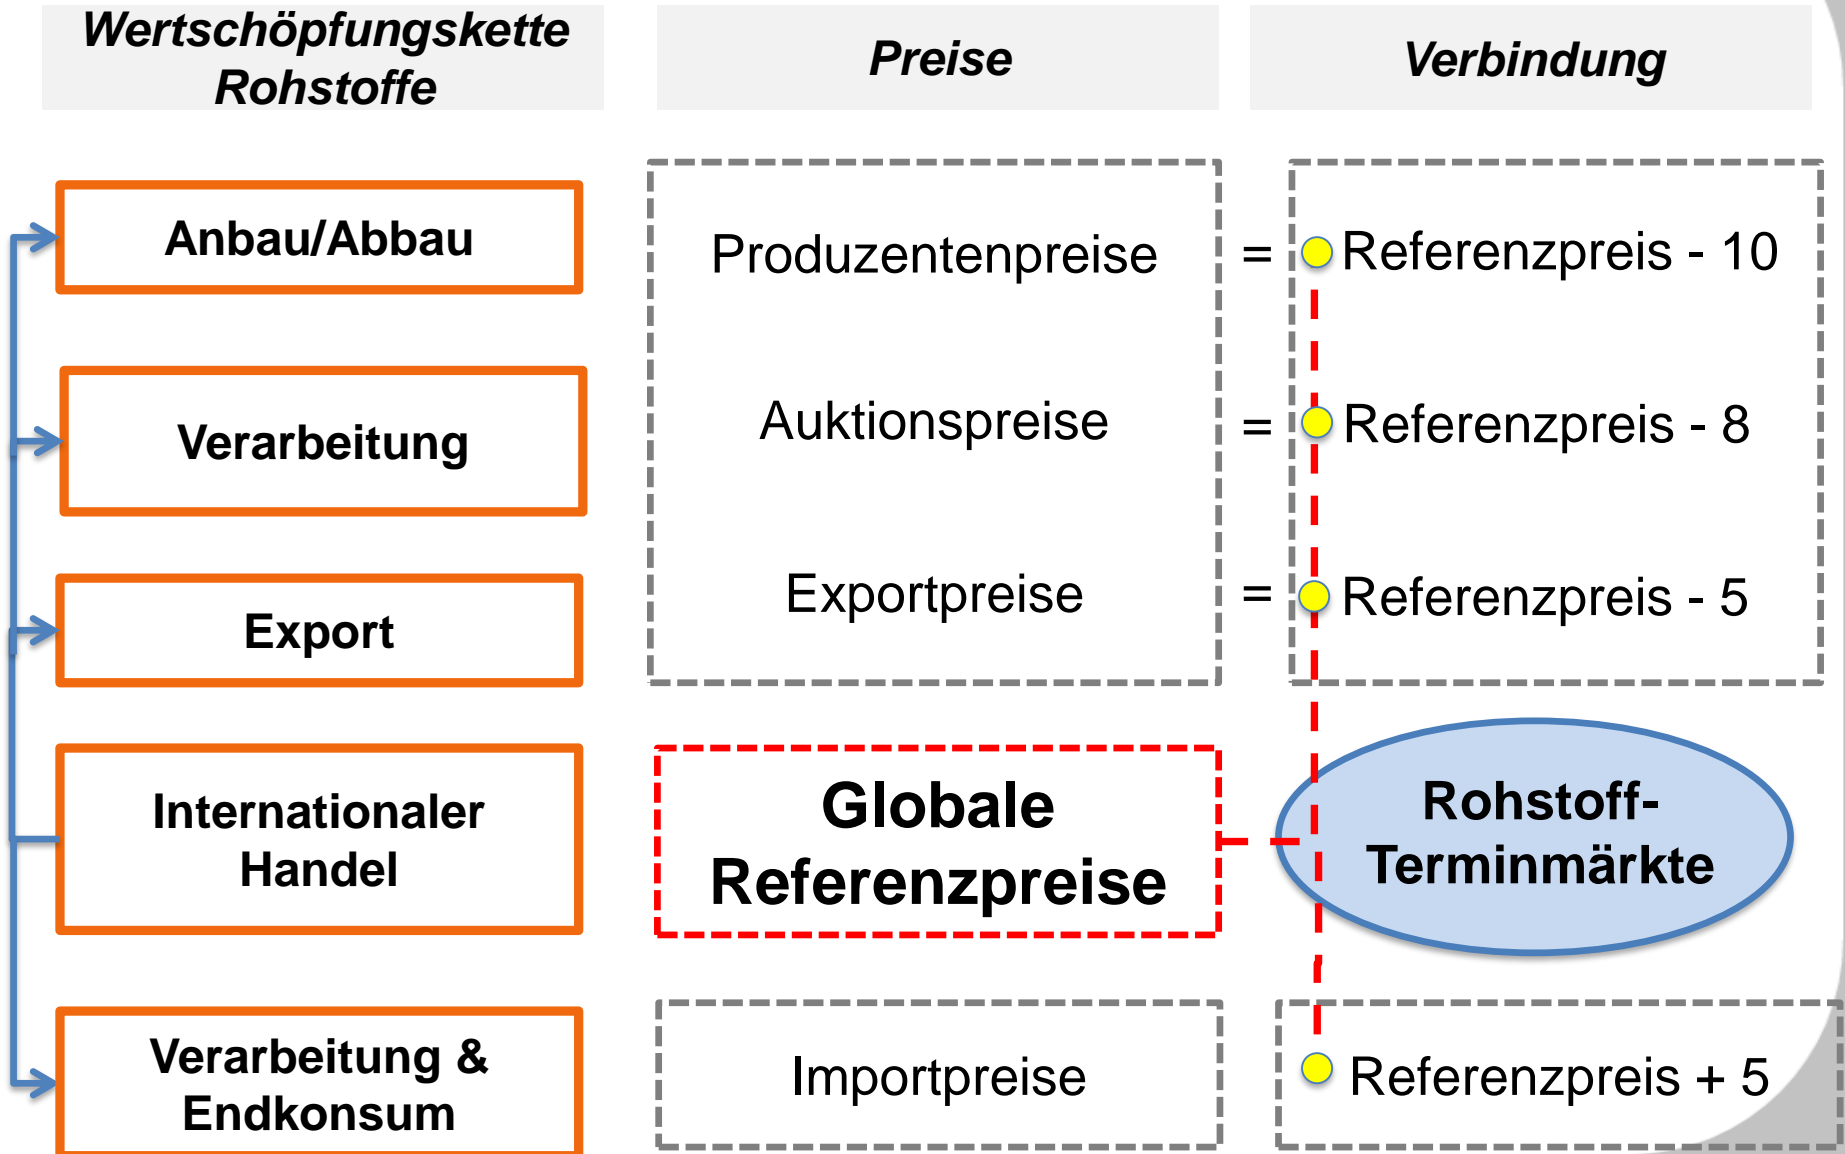 Wertschöpfungskette
Rohstoffe
Preise
Verbindung
Anbau/Abbau
Produzentenpreise = Referenzpreis - 10
Verarbeitung
Auktionspreise = Referenzpreis - 8
Export
Exportpreise = Referenzpreis - 5
Internationaler
Handel
Globale
Referenzpreise
Rohstoff-
Terminmärkte
Verarbeitung &
Endkonsum
Importpreise
Referenzpreis + 5